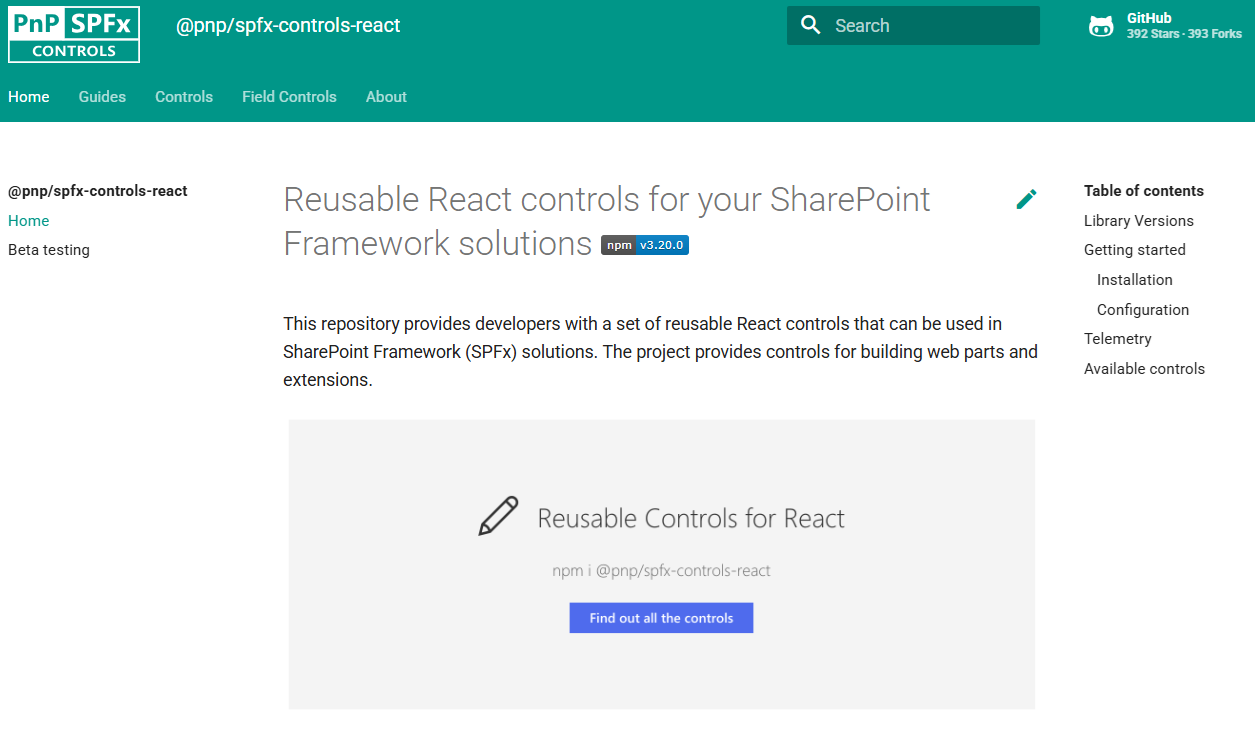 PnP SPFx
CONTROLS
@pnp/spfx-controls-react
Search
GitHub
392 Stars · 393 Forks
Home Guides Controls Field Controls About
@pnp/spfx-controls-react
Home
Beta testing
Reusable React controls for your SharePoint
Framework solutions npm v3.20.0
This repository provides developers with a set of reusable React controls that can be used in
SharePoint Framework (SPFx) solutions. The project provides controls for building web parts and
extensions.
Reusable Controls for React
npm i @pnp/spfx-controls-react
Find out all the controls
Table of contents
Library Versions
Getting started
Installation
Configuration
Telemetry
Available controls